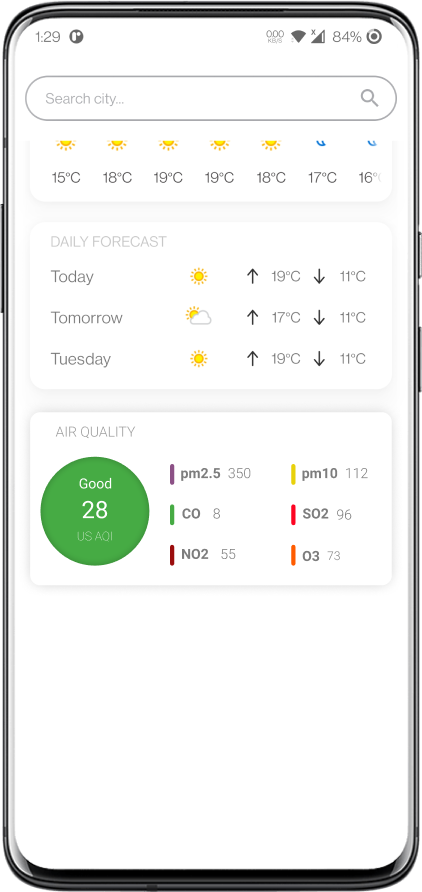 1:29 0.00 KB/S X 84%
Search city...
15°C 18°C 19°C 19°C 18°C 17°C 16°
DAILY FORECAST
Today 19°C 11°C
Tomorrow 17°C 11°C
Tuesday 19°C 11°C
AIR QUALITY
Good
28
US AQI
pm2.5 350 pm10 112
CO 8 SO2 96
NO2 55 O3 73